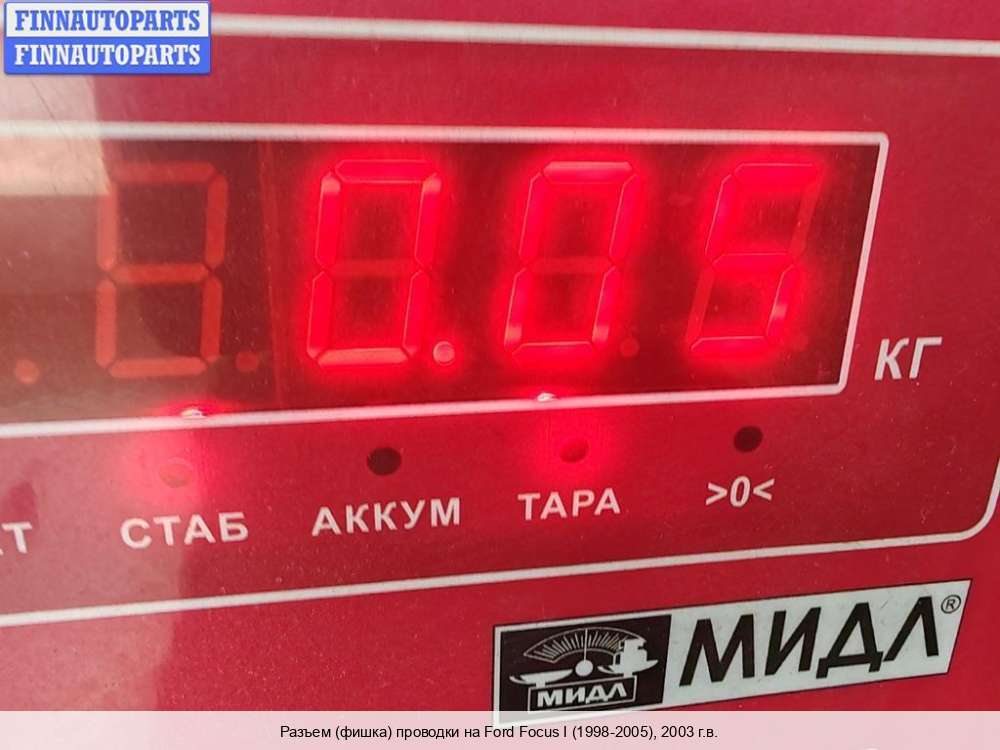 FINNAUTOPARTS
FINNAUTOPARTS
0.05
КГ
СТАБ АККУМ ТАРА >0<
МИДЛ МИДЛ®
Разъем (фишка) проводки на Ford Focus I (1998-2005), 2003 г.в.